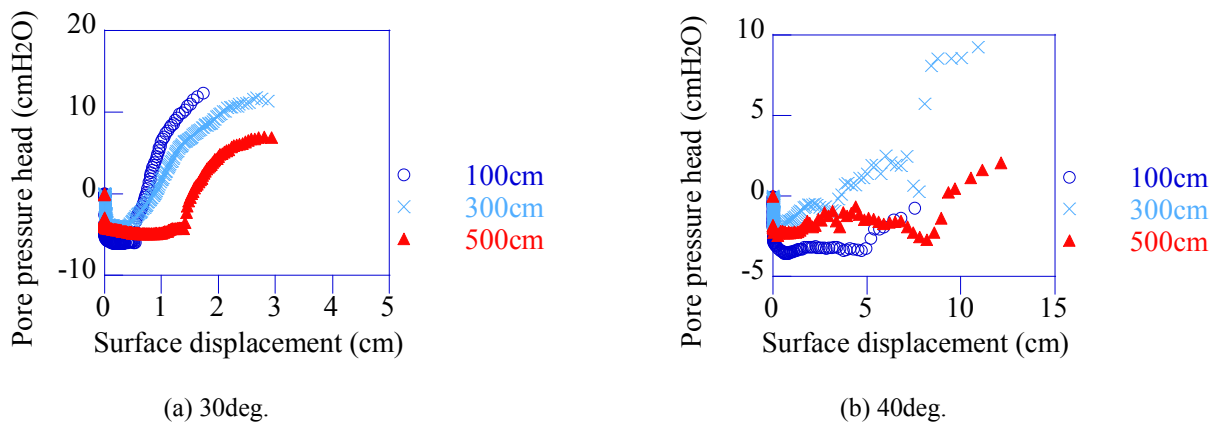 20
10
0
-10
0
1
2
3
4
5
Pore pressure head (cmH2O)
Surface displacement (cm)
100cm
300cm
500cm
(a) 30deg.
10
5
0
-5
0
5
10
15
Pore pressure head (cmH2O)
Surface displacement (cm)
100cm
300cm
500cm
(b) 40deg.